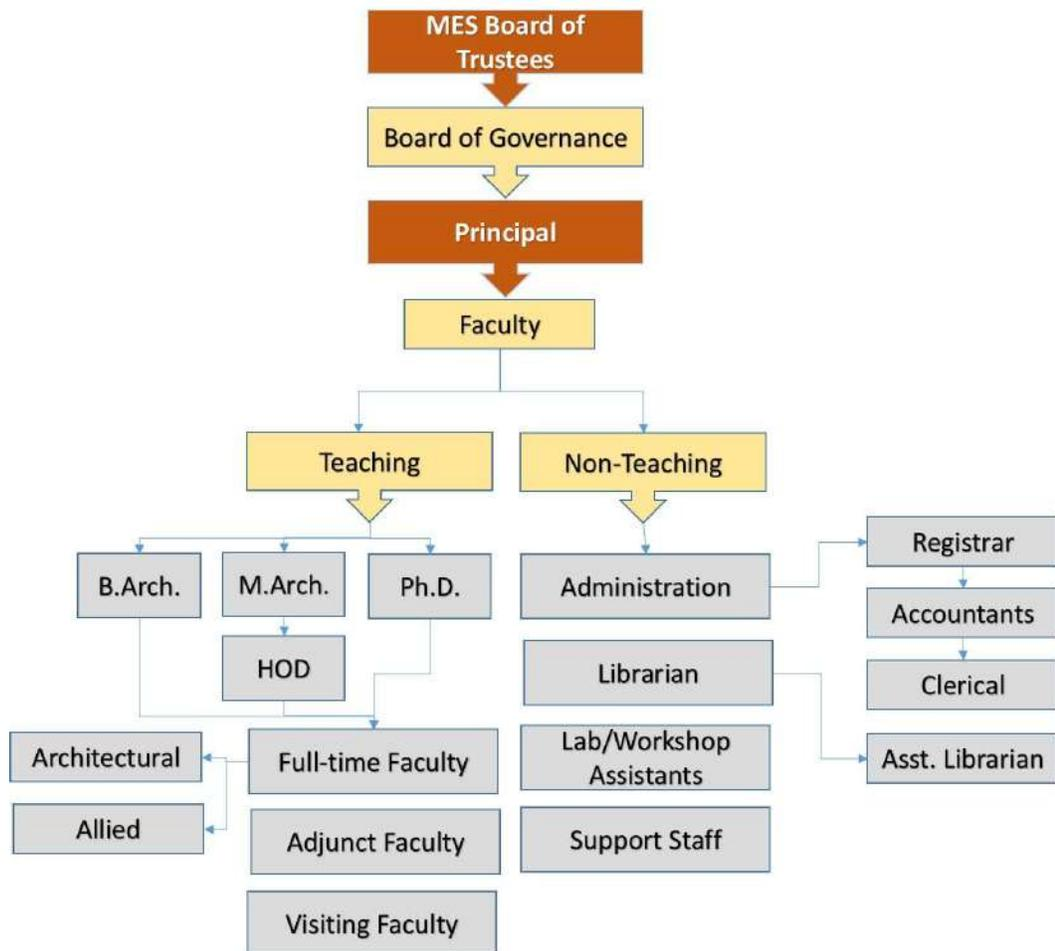 MES Board of
Trustees
Board of Governance
Principal
Faculty
Teaching
Non-Teaching
B.Arch.
M.Arch.
Ph.D.
HOD
Full-time Faculty
Architectural
Allied
Adjunct Faculty
Visiting Faculty
Administration
Librarian
Lab/Workshop
Assistants
Support Staff
Registrar
Accountants
Clerical
Asst. Librarian